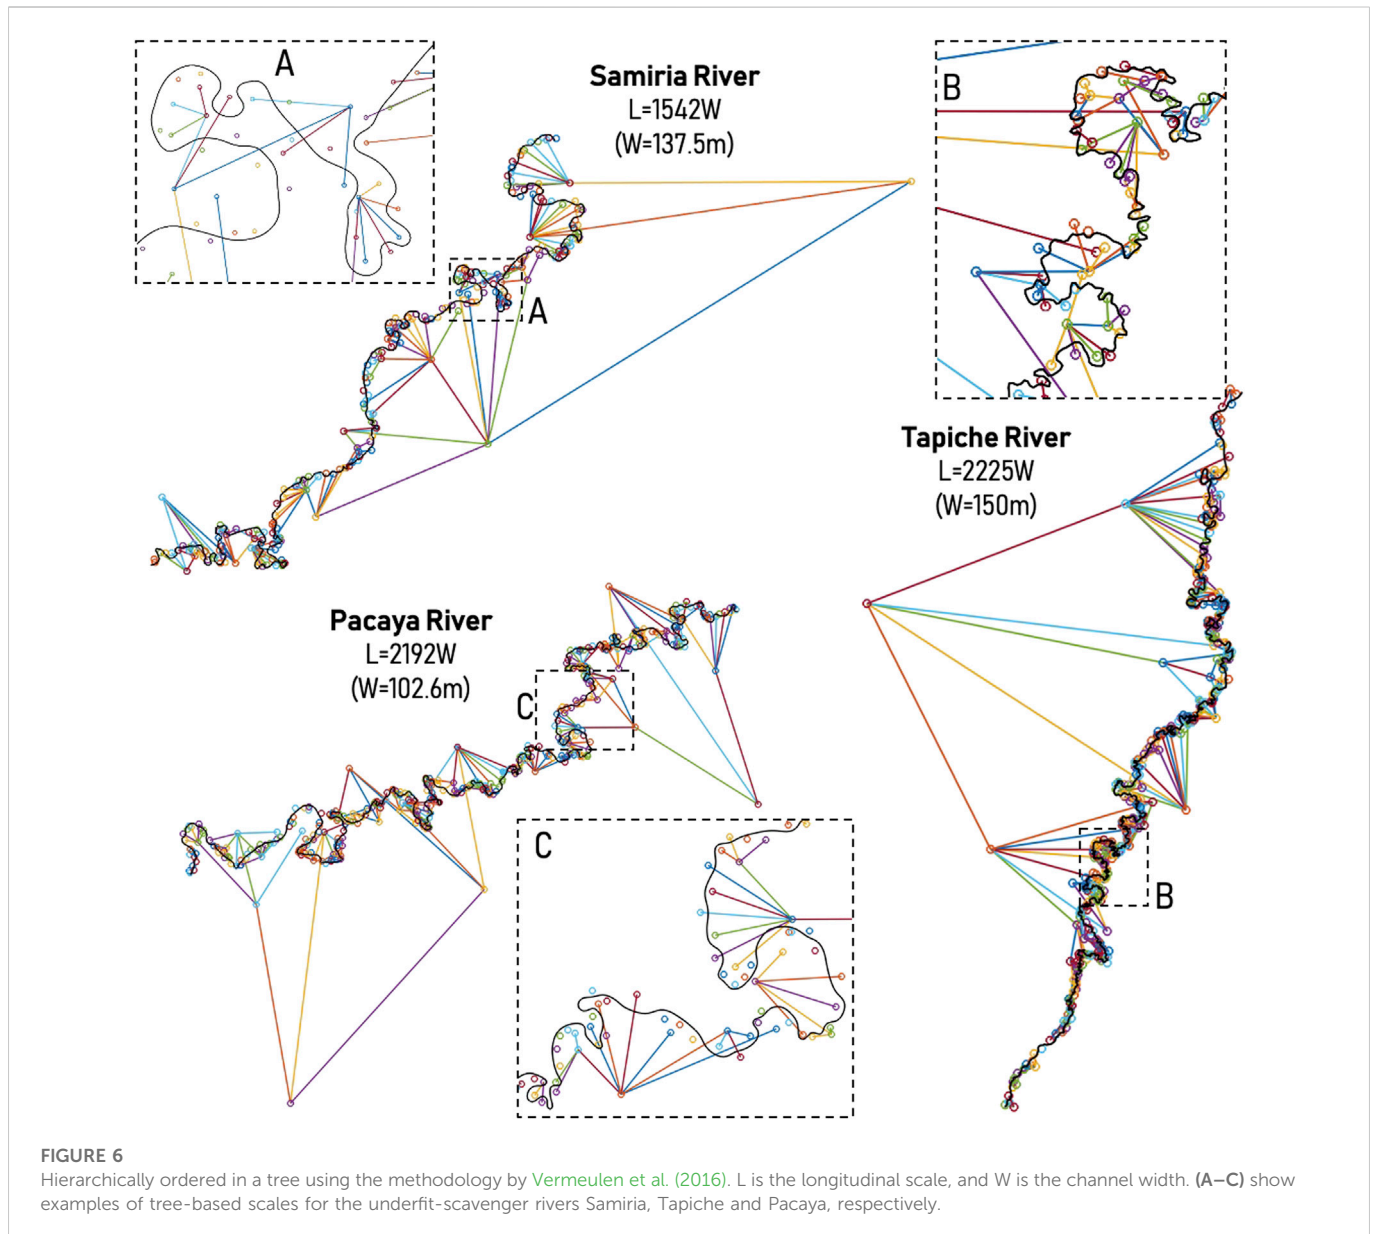 A
Samiria River
L=1542W
(W=137.5m)
B
A
Tapiche River
L=2225W
(W=150m)
Pacaya River
L=2192W
(W=102.6m)
C
C
B
FIGURE 6
Hierarchically ordered in a tree using the methodology by Vermeulen et al. (2016). L is the longitudinal scale, and W is the channel width. (A–C) show
examples of tree-based scales for the underfit-scavenger rivers Samiria, Tapiche and Pacaya, respectively.